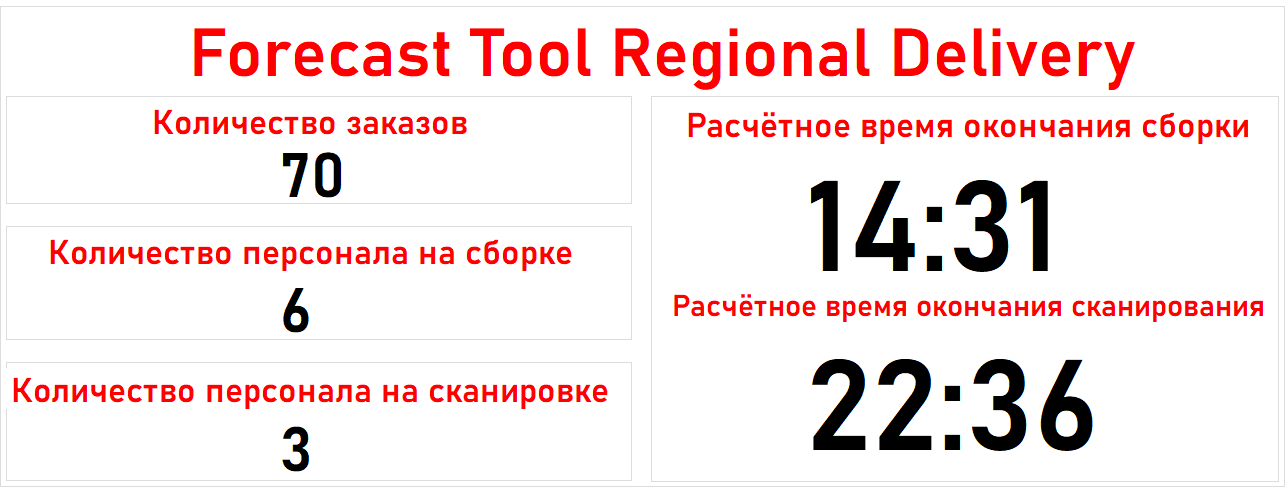 Forecast Tool Regional Delivery
Количество заказов
70
Количество персонала на сборке
6
Количество персонала на сканировке
3
Расчётное время окончания сборки
14:31
Расчётное время окончания сканирования
22:36